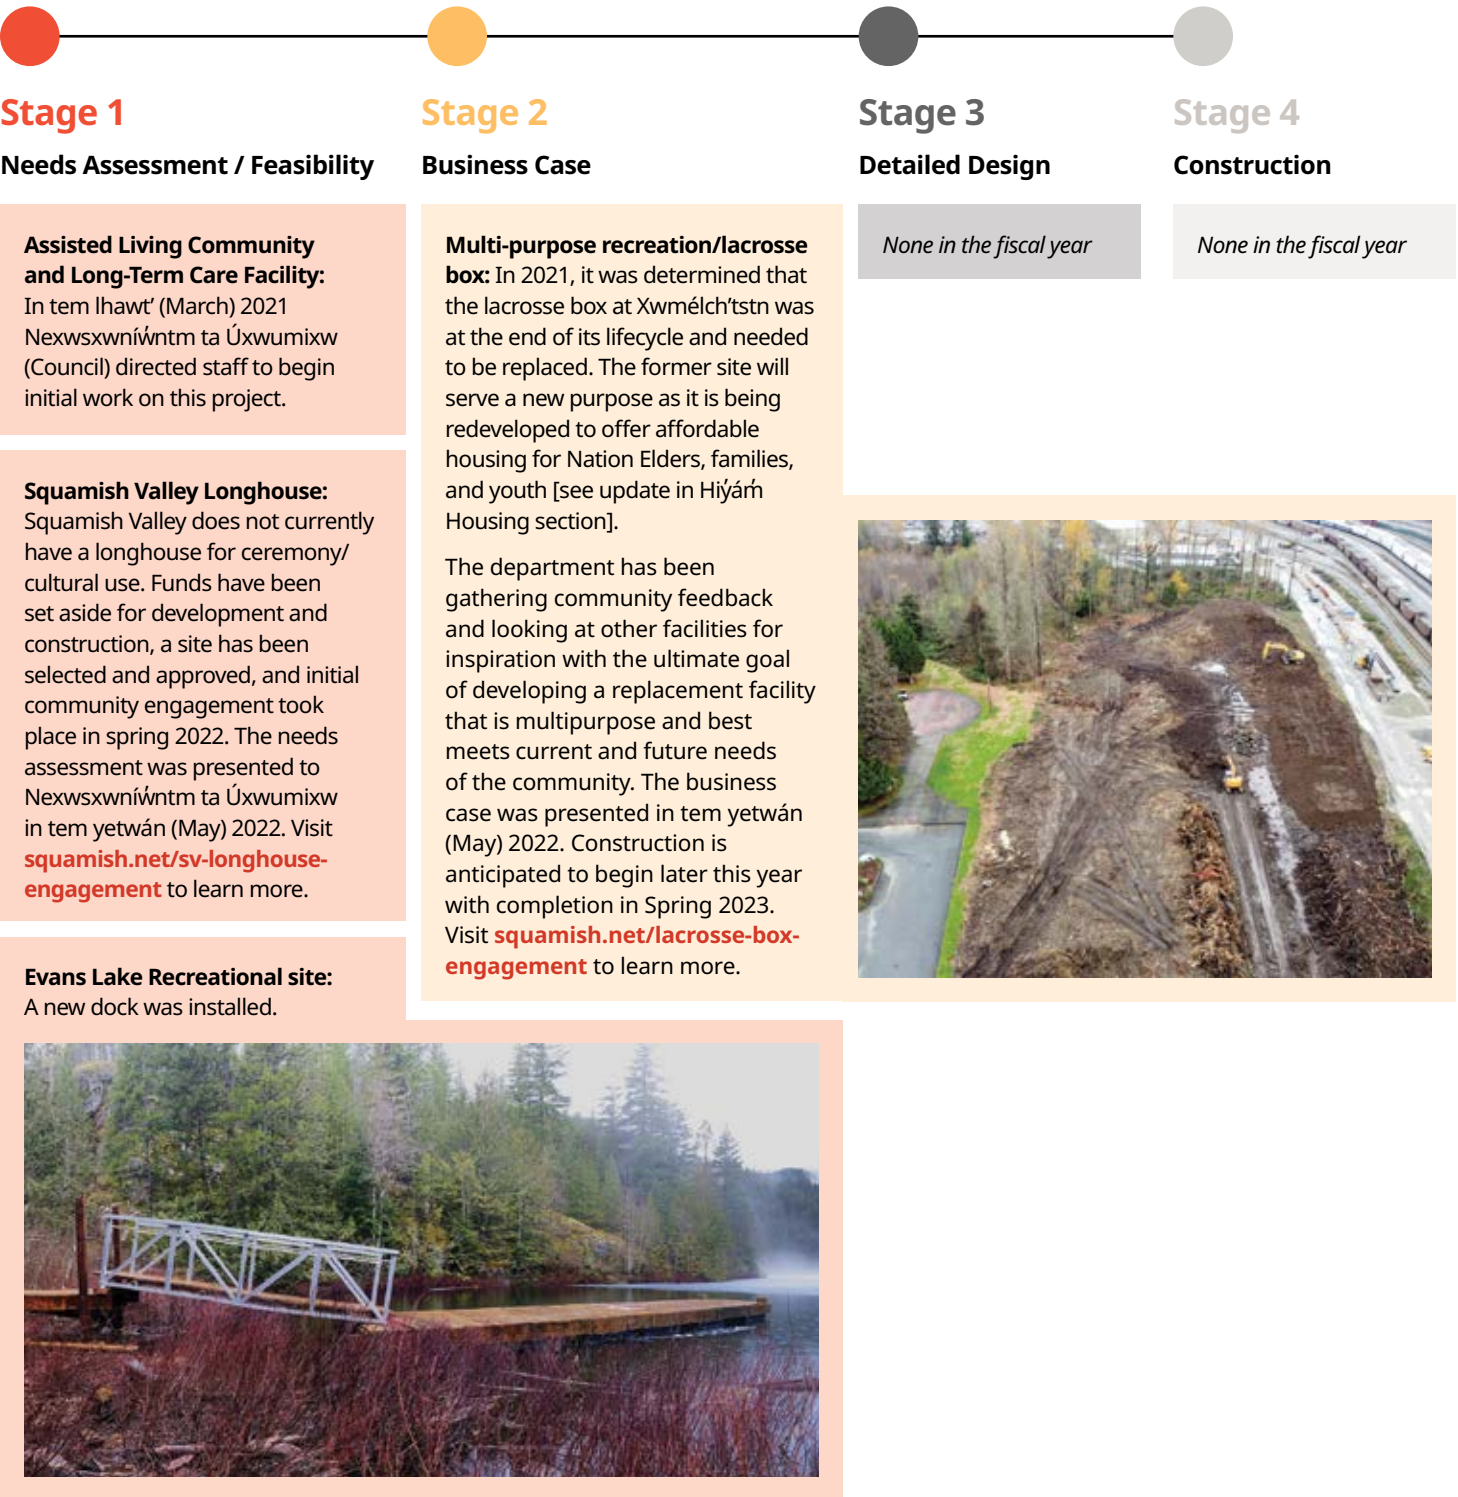 Stage 1
Needs Assessment / Feasibility
Assisted Living Community
and Long-Term Care Facility:
In tem lhawt’ (March) 2021
Nexwsxwníw̓ntm ta Úxwumixw
(Council) directed staff to begin
initial work on this project.
Squamish Valley Longhouse:
Squamish Valley does not currently
have a longhouse for ceremony/
cultural use. Funds have been
set aside for development and
construction, a site has been
selected and approved, and initial
community engagement took
place in spring 2022. The needs
assessment was presented to
Nexwsxwníw̓ntm ta Úxwumixw
in tem yetwán (May) 2022. Visit
squamish.net/sv-longhouse-
engagement to learn more.
Evans Lake Recreational site:
A new dock was installed.
Stage 2
Business Case
Multi-purpose recreation/lacrosse
box: In 2021, it was determined that
the lacrosse box at Xwmélch’tstn was
at the end of its lifecycle and needed
to be replaced. The former site will
serve a new purpose as it is being
redeveloped to offer affordable
housing for Nation Elders, families,
and youth [see update in Hiy̓ám̓
Housing section].
The department has been
gathering community feedback
and looking at other facilities for
inspiration with the ultimate goal
of developing a replacement facility
that is multipurpose and best
meets current and future needs
of the community. The business
case was presented in tem yetwán
(May) 2022. Construction is
anticipated to begin later this year
with completion in Spring 2023.
Visit squamish.net/lacrosse-box-
engagement to learn more.
Stage 3
Detailed Design
None in the fiscal year
Stage 4
Construction
None in the fiscal year